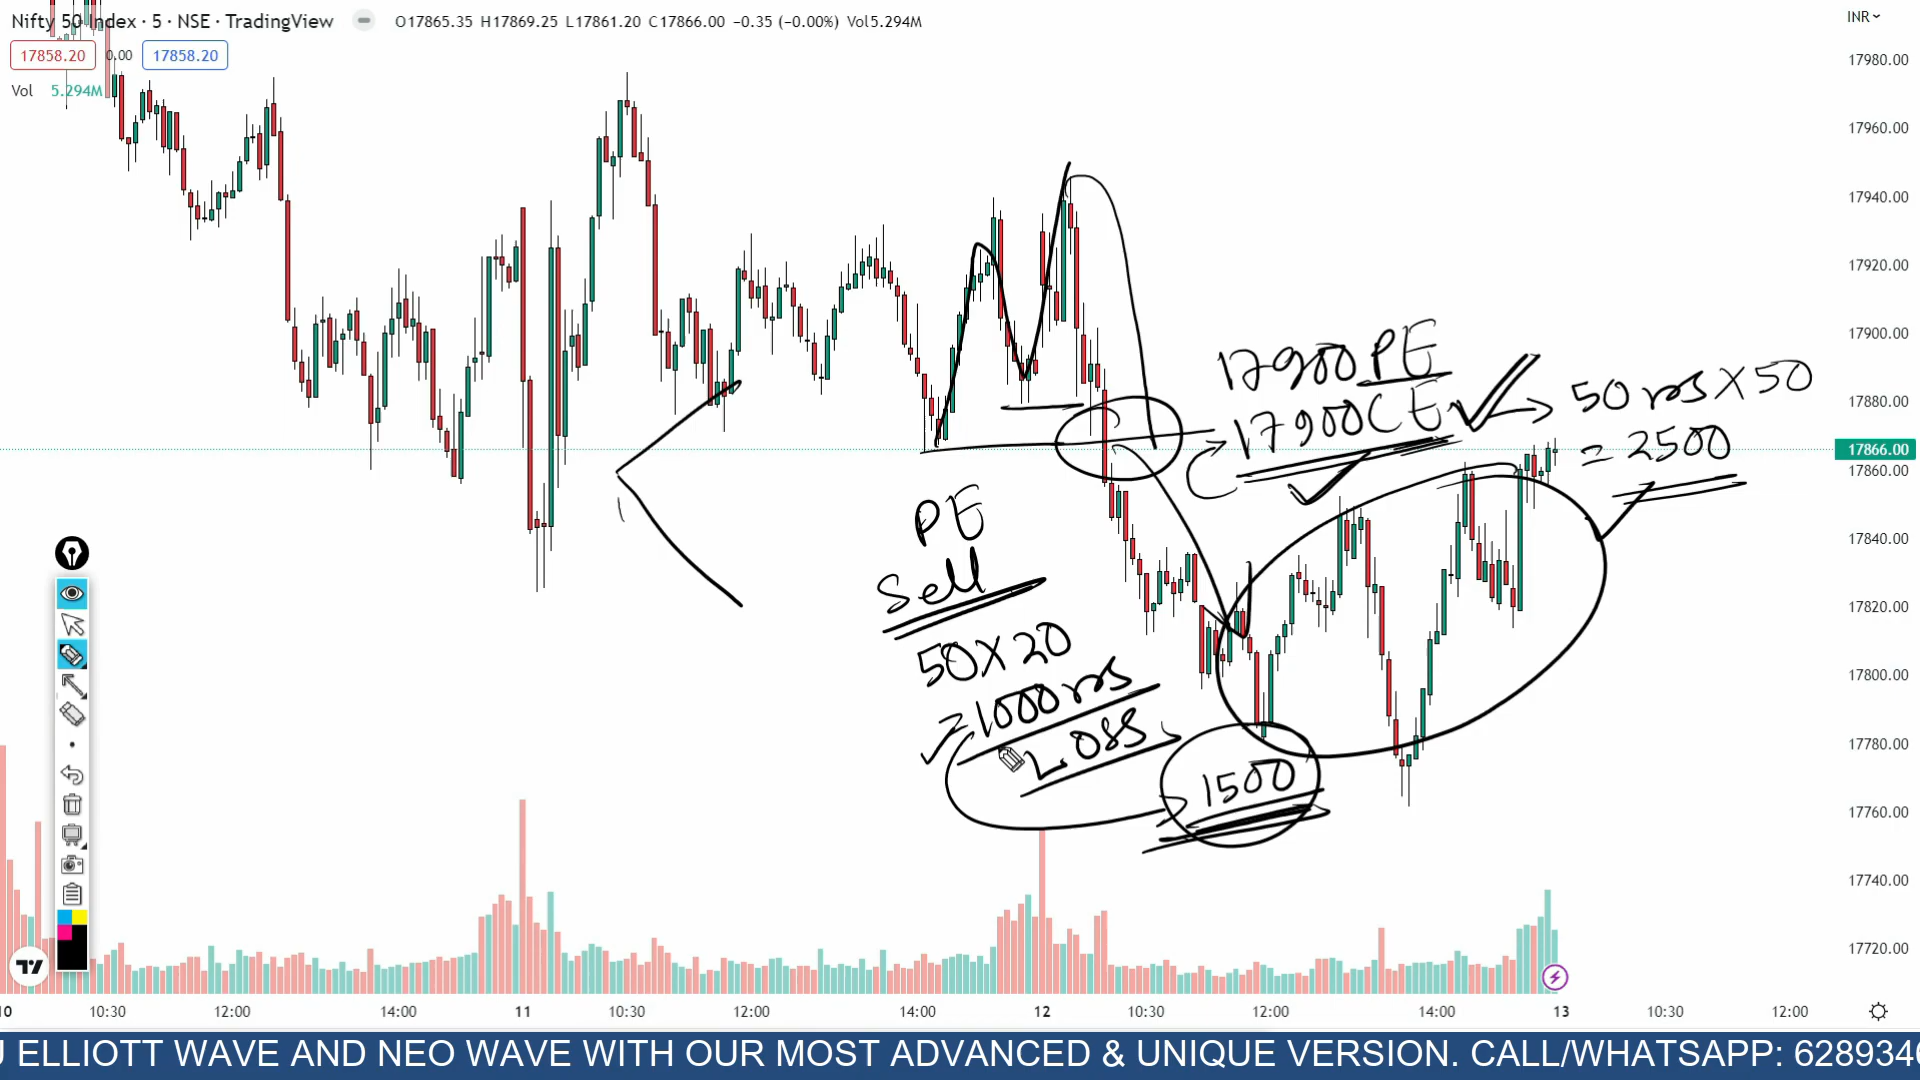 Nifty 50 Index · 5 · NSE · TradingView O17865.35 H17869.25 L17861.20 C17866.00 −0.35 (−0.00%) Vol5.294M
INR
17858.20 0.00 17858.20
Vol 5.294M
17980.00
17960.00
17940.00
17920.00
17900.00
17880.00
17866.00
17860.00
17840.00
17820.00
17800.00
17780.00
17760.00
17740.00
17720.00
17900PE
17900CE
50 rs X 50
= 2500
PE
Sell
50X20
=1000 rs
Loss
1500
10 10:30 12:00 14:00 11 10:30 12:00 14:00 12 10:30 12:00 14:00 13 10:30 12:00
ELLIOTT WAVE AND NEO WAVE WITH OUR MOST ADVANCED & UNIQUE VERSION. CALL/WHATSAPP: 628934